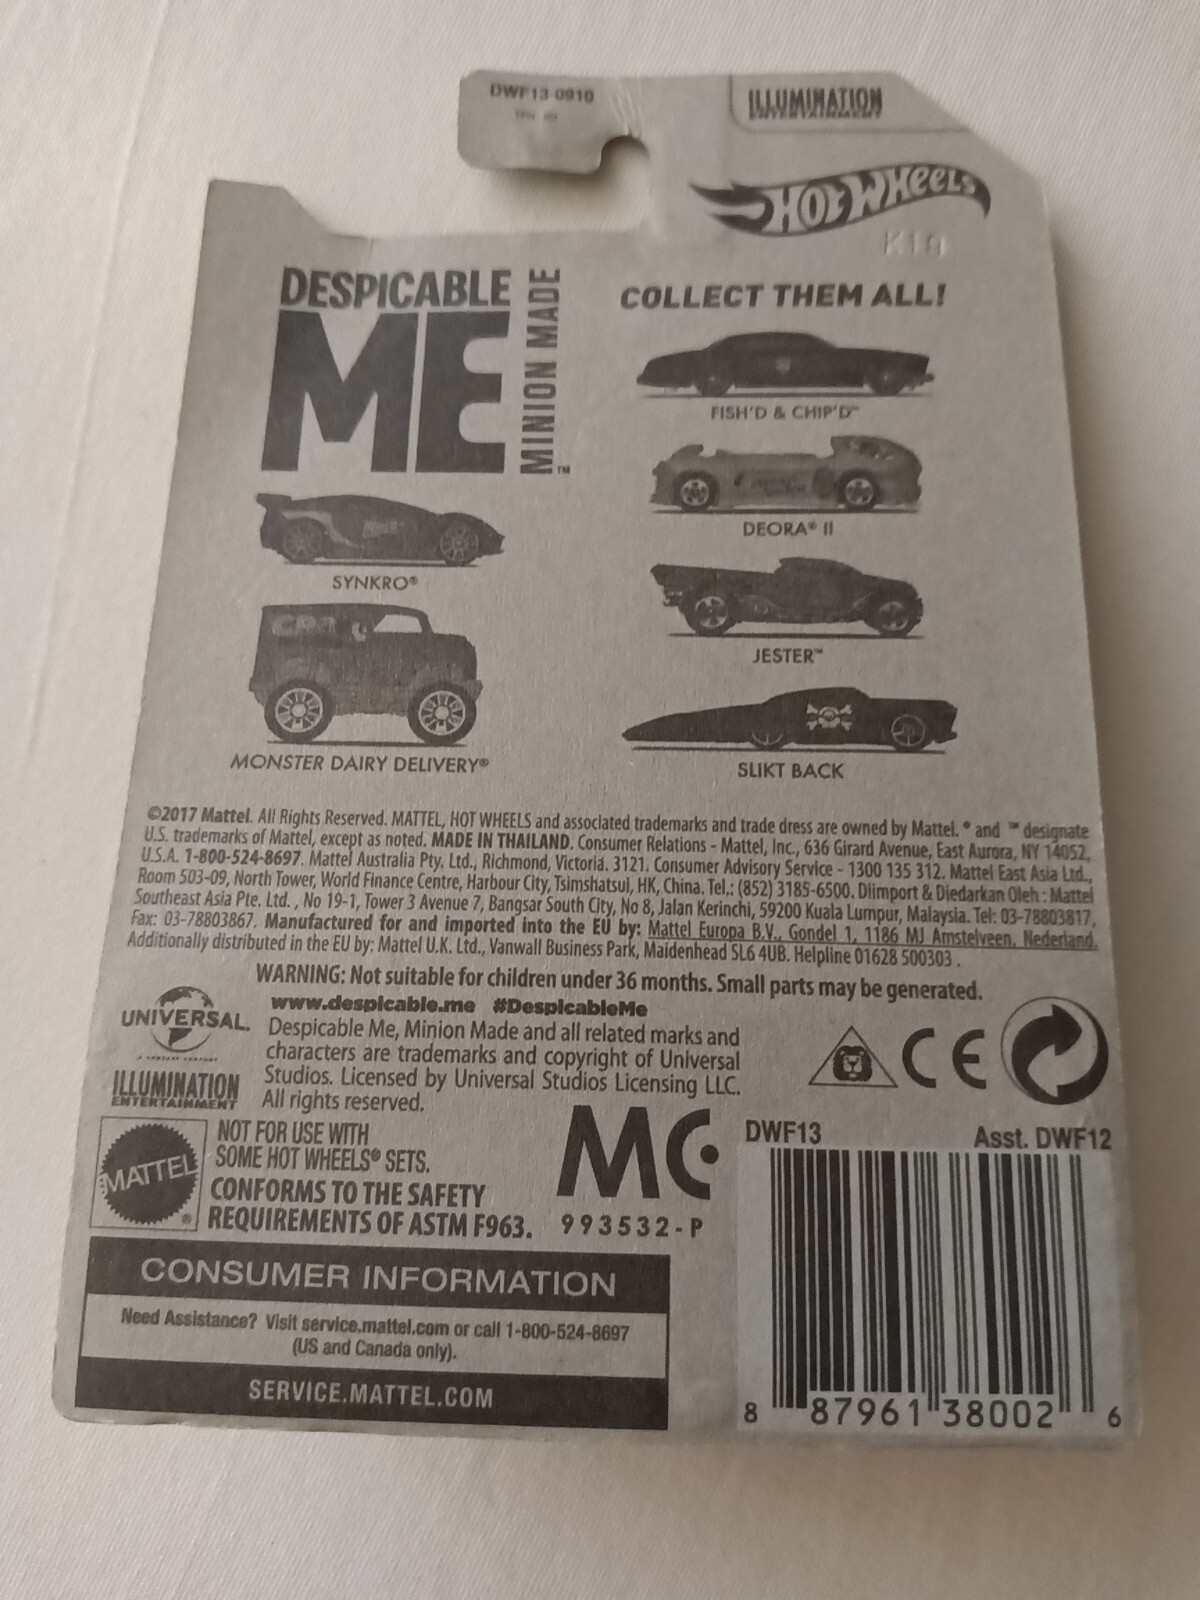 DWF13-0910
ILLUMINATION
ENTERTAINMENT
HOT WHEELS
K19
DESPICABLE
ME
MINION MADE™
COLLECT THEM ALL!
FISH'D & CHIP'D™
DEORA® II
SYNKRO®
JESTER™
MONSTER DAIRY DELIVERY®
SLIKT BACK
©2017 Mattel. All Rights Reserved. MATTEL, HOT WHEELS and associated trademarks and trade dress are owned by Mattel. ® and ™ designate
U.S. trademarks of Mattel, except as noted. MADE IN THAILAND. Consumer Relations - Mattel, Inc., 636 Girard Avenue, East Aurora, NY 14052,
U.S.A. 1-800-524-8697. Mattel Australia Pty. Ltd., Richmond, Victoria. 3121. Consumer Advisory Service - 1300 135 312. Mattel East Asia Ltd.,
Room 503-09, North Tower, World Finance Centre, Harbour City, Tsimshatsui, HK, China. Tel.: (852) 3185-6500. Diimport & Diedarkan Oleh : Mattel
Southeast Asia Pte. Ltd. , No 19-1, Tower 3 Avenue 7, Bangsar South City, No 8, Jalan Kerinchi, 59200 Kuala Lumpur, Malaysia. Tel: 03-78803817,
Fax: 03-78803867. Manufactured for and imported into the EU by: Mattel Europa B.V., Gondel 1, 1186 MJ Amstelveen, Nederland.
Additionally distributed in the EU by: Mattel U.K. Ltd., Vanwall Business Park, Maidenhead SL6 4UB. Helpline 01628 500303 .
WARNING: Not suitable for children under 36 months. Small parts may be generated.
www.despicable.me #DespicableMe
UNIVERSAL.
A COMCAST COMPANY
Despicable Me, Minion Made and all related marks and
characters are trademarks and copyright of Universal
Studios. Licensed by Universal Studios Licensing LLC.
All rights reserved.
ILLUMINATION
ENTERTAINMENT
CE
MATTEL®
NOT FOR USE WITH
SOME HOT WHEELS® SETS.
CONFORMS TO THE SAFETY
REQUIREMENTS OF ASTM F963.
MC
993532-P
DWF13
Asst. DWF12
CONSUMER INFORMATION
Need Assistance? Visit service.mattel.com or call 1-800-524-8697
(US and Canada only).
SERVICE.MATTEL.COM
8 87961 38002 6